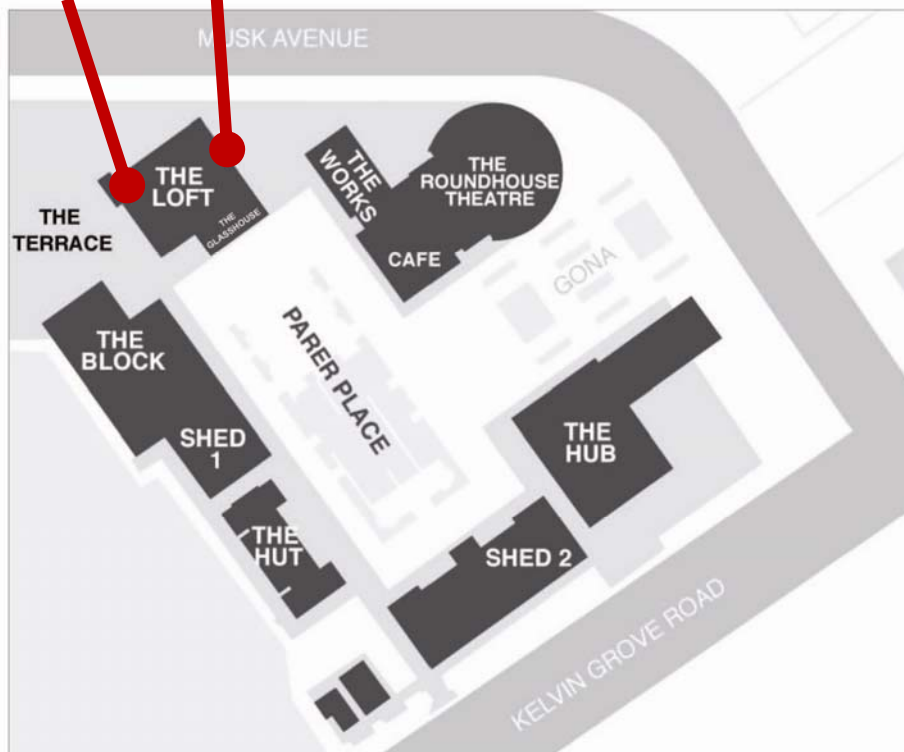 MUSK AVENUE
THE
LOFT
THE
GLASSHOUSE
THE
TERRACE
THE
WORKS
THE
ROUNDHOUSE
THEATRE
CAFE
GONA
THE
BLOCK
PARER PLACE
SHED
1
THE
HUB
THE
HUT
SHED 2
KELVIN GROVE ROAD